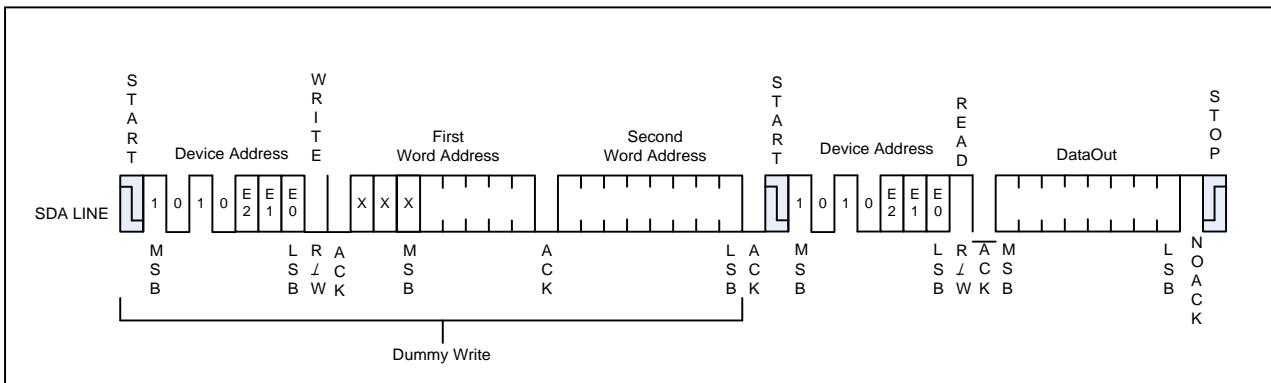 START
WRITE
START
READ
STOP
Device Address
First
Word Address
Second
Word Address
Device Address
DataOut
SDA LINE
1 0 1 0 E2 E1 E0
X X X
1 0 1 0 E2 E1 E0
MSB
LSB
R/W
ACK
MSB
ACK
LSB
ACK
MSB
LSB
R/W
ACK
MSB
LSB
NOACK
Dummy Write